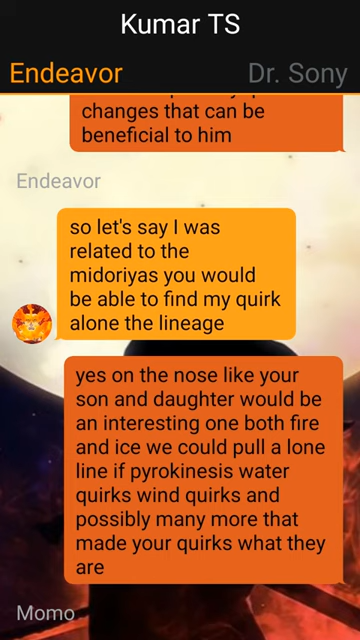 Kumar TS
Endeavor
Dr. Sony
changes that can be
beneficial to him
Endeavor
so let's say I was
related to the
midoriyas you would
be able to find my quirk
alone the lineage
yes on the nose like your
son and daughter would be
an interesting one both fire
and ice we could pull a lone
line if pyrokinesis water
quirks wind quirks and
possibly many more that
made your quirks what they
are
Momo